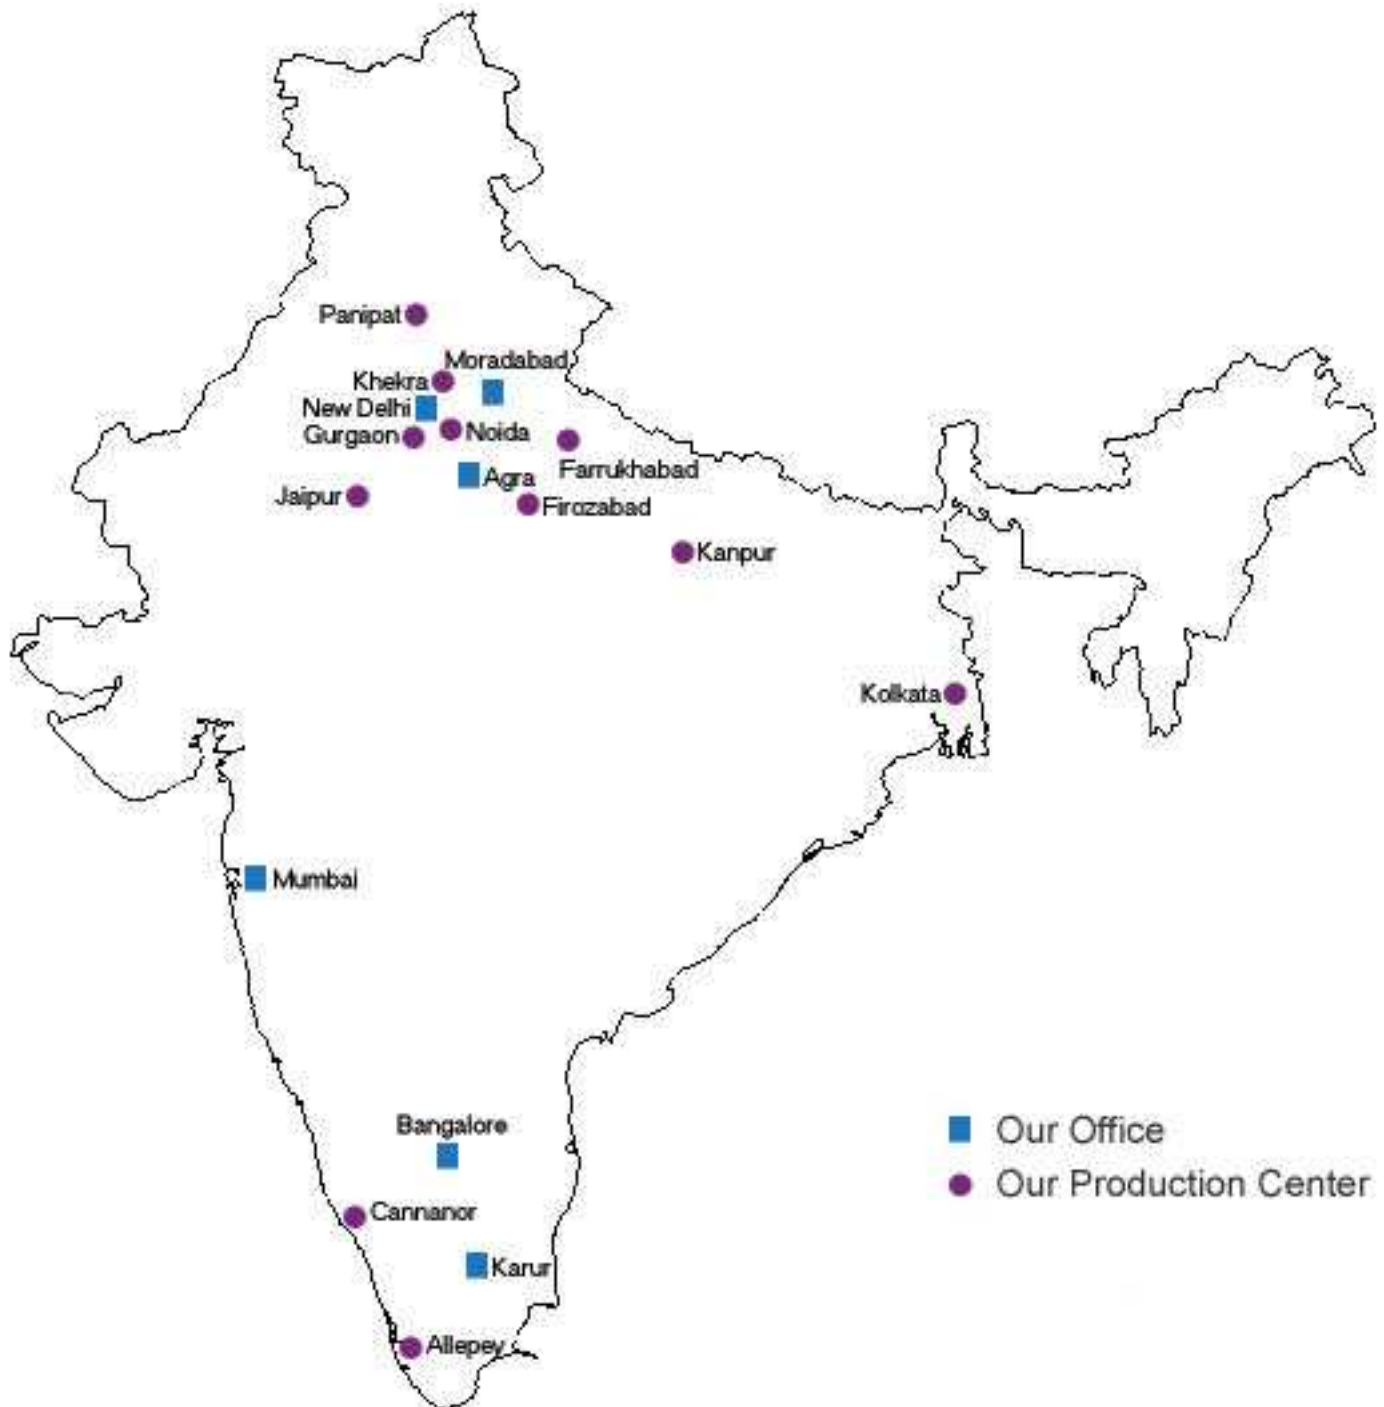 Panipat
Moradabad
Khekra
New Delhi
Gurgaon
Noida
Farrukhabad
Agra
Jaipur
Firozabad
Kanpur
Kolkata
Mumbai
Bangalore
Our Office
Our Production Center
Cannanor
Karur
Allepey